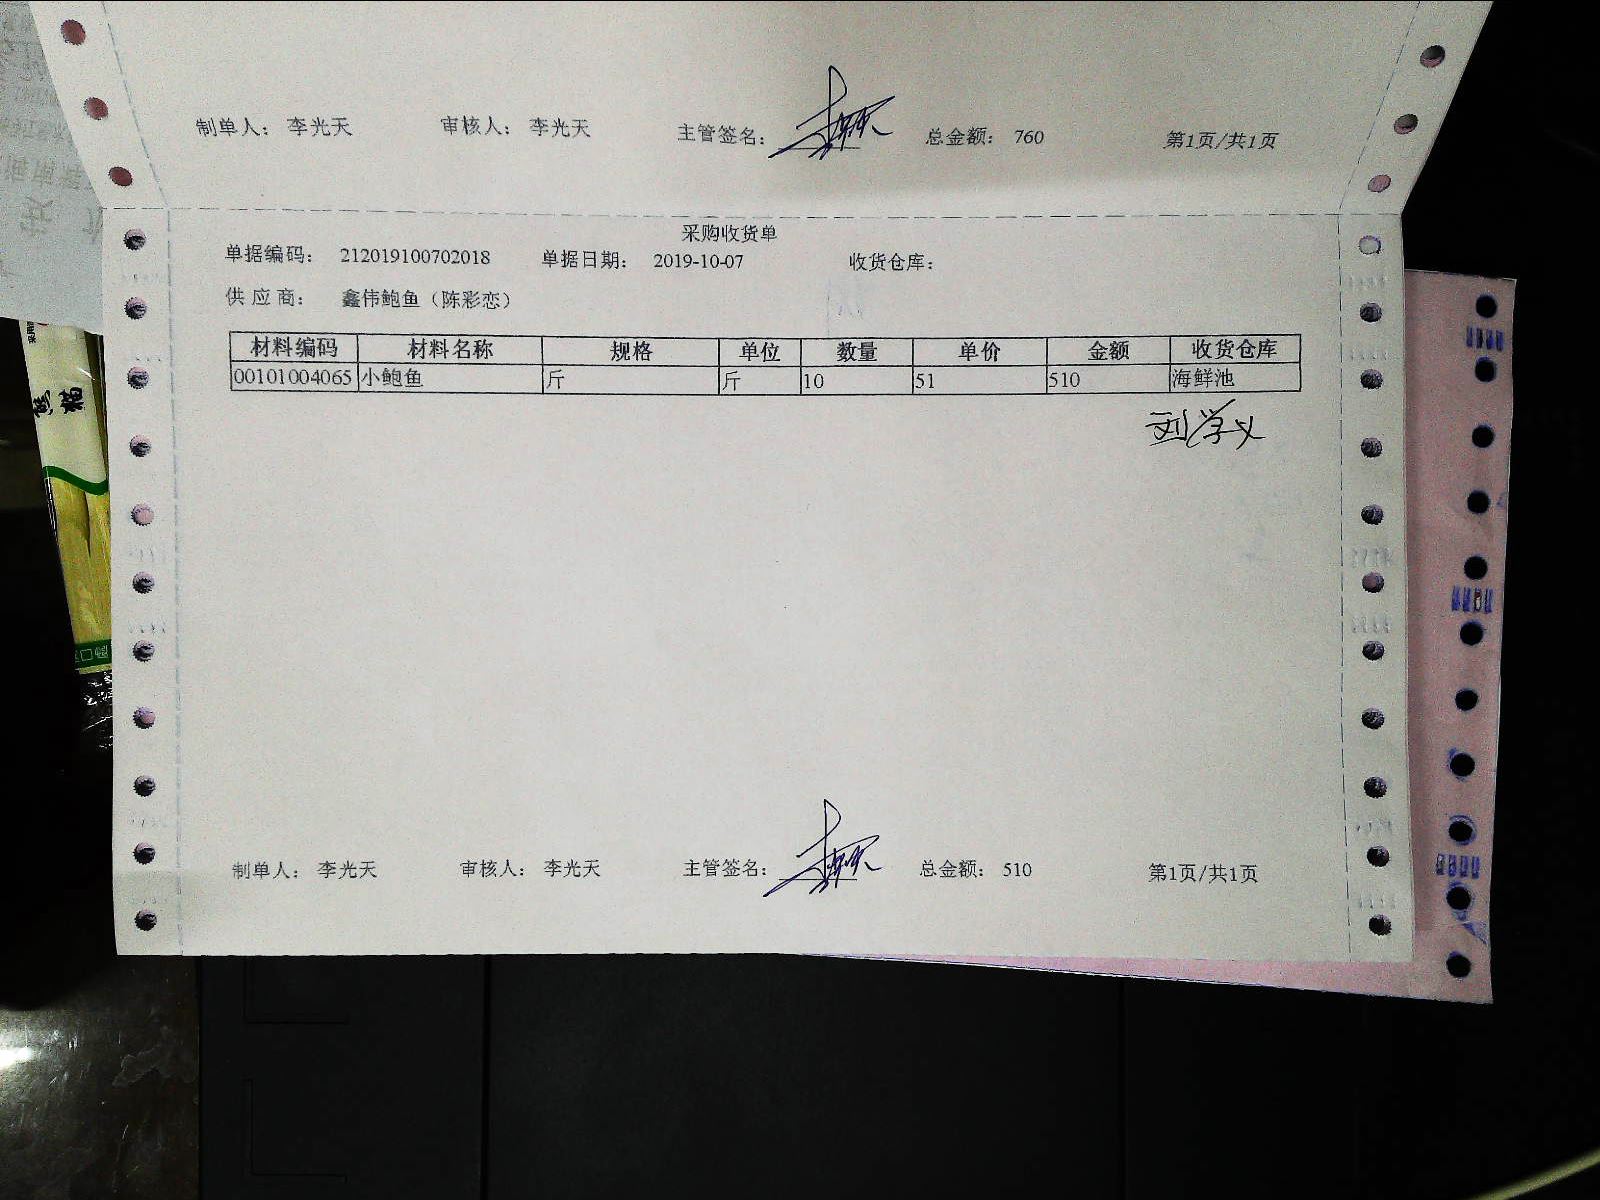 制单人： 李光天 审核人： 李光天 主管签名： 总金额： 760 第1页/共1页
采购收货单
单据编码： 212019100702018 单据日期： 2019-10-07 收货仓库：
供 应 商： 鑫伟鲍鱼（陈彩恋）
材料编码 材料名称 规格 单位 数量 单价 金额 收货仓库
00101004065 小鲍鱼 斤 斤 10 51 510 海鲜池
刘学义
制单人： 李光天 审核人： 李光天 主管签名： 总金额： 510 第1页/共1页